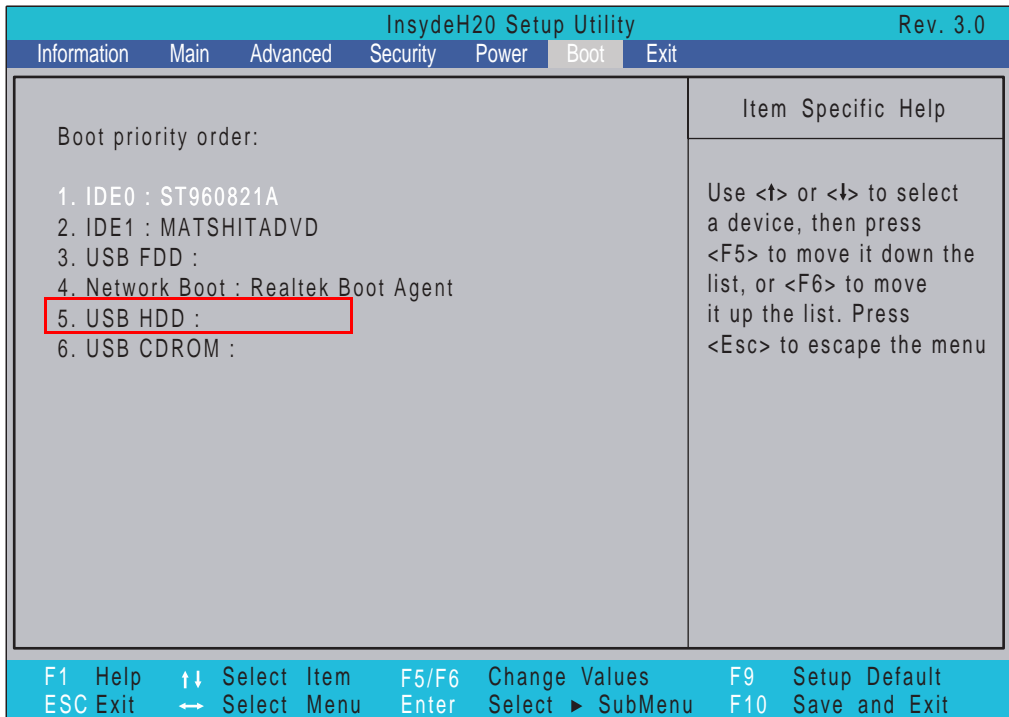 InsydeH20 Setup Utility Rev. 3.0
Information Main Advanced Security Power Boot Exit
Boot priority order:
1. IDE0 : ST960821A
2. IDE1 : MATSHITADVD
3. USB FDD :
4. Network Boot : Realtek Boot Agent
5. USB HDD :
6. USB CDROM :
Item Specific Help
Use <↑> or <↓> to select
a device, then press
<F5> to move it down the
list, or <F6> to move
it up the list. Press
<Esc> to escape the menu
F1 Help ↑↓ Select Item F5/F6 Change Values F9 Setup Default
ESC Exit ↔ Select Menu Enter Select ► SubMenu F10 Save and Exit